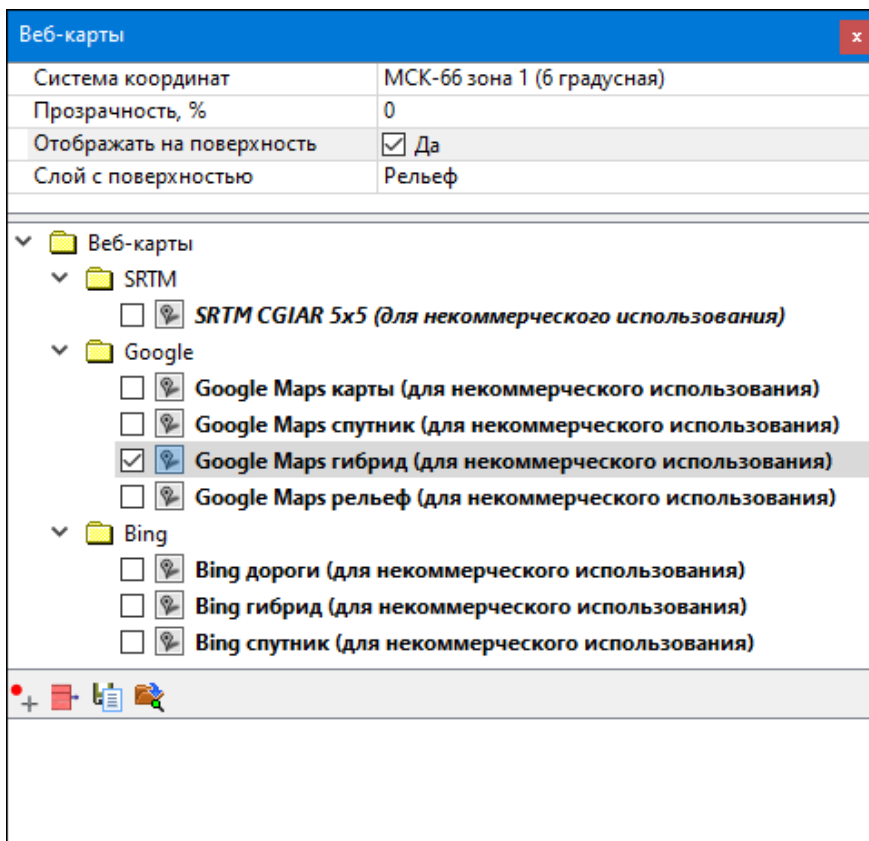 Веб-карты
x
Система координат МСК-66 зона 1 (6 градусная)
Прозрачность, % 0
Отображать на поверхность Да
Слой с поверхностью Рельеф
Веб-карты
SRTM
SRTM CGIAR 5x5 (для некоммерческого использования)
Google
Google Maps карты (для некоммерческого использования)
Google Maps спутник (для некоммерческого использования)
Google Maps гибрид (для некоммерческого использования)
Google Maps рельеф (для некоммерческого использования)
Bing
Bing дороги (для некоммерческого использования)
Bing гибрид (для некоммерческого использования)
Bing спутник (для некоммерческого использования)